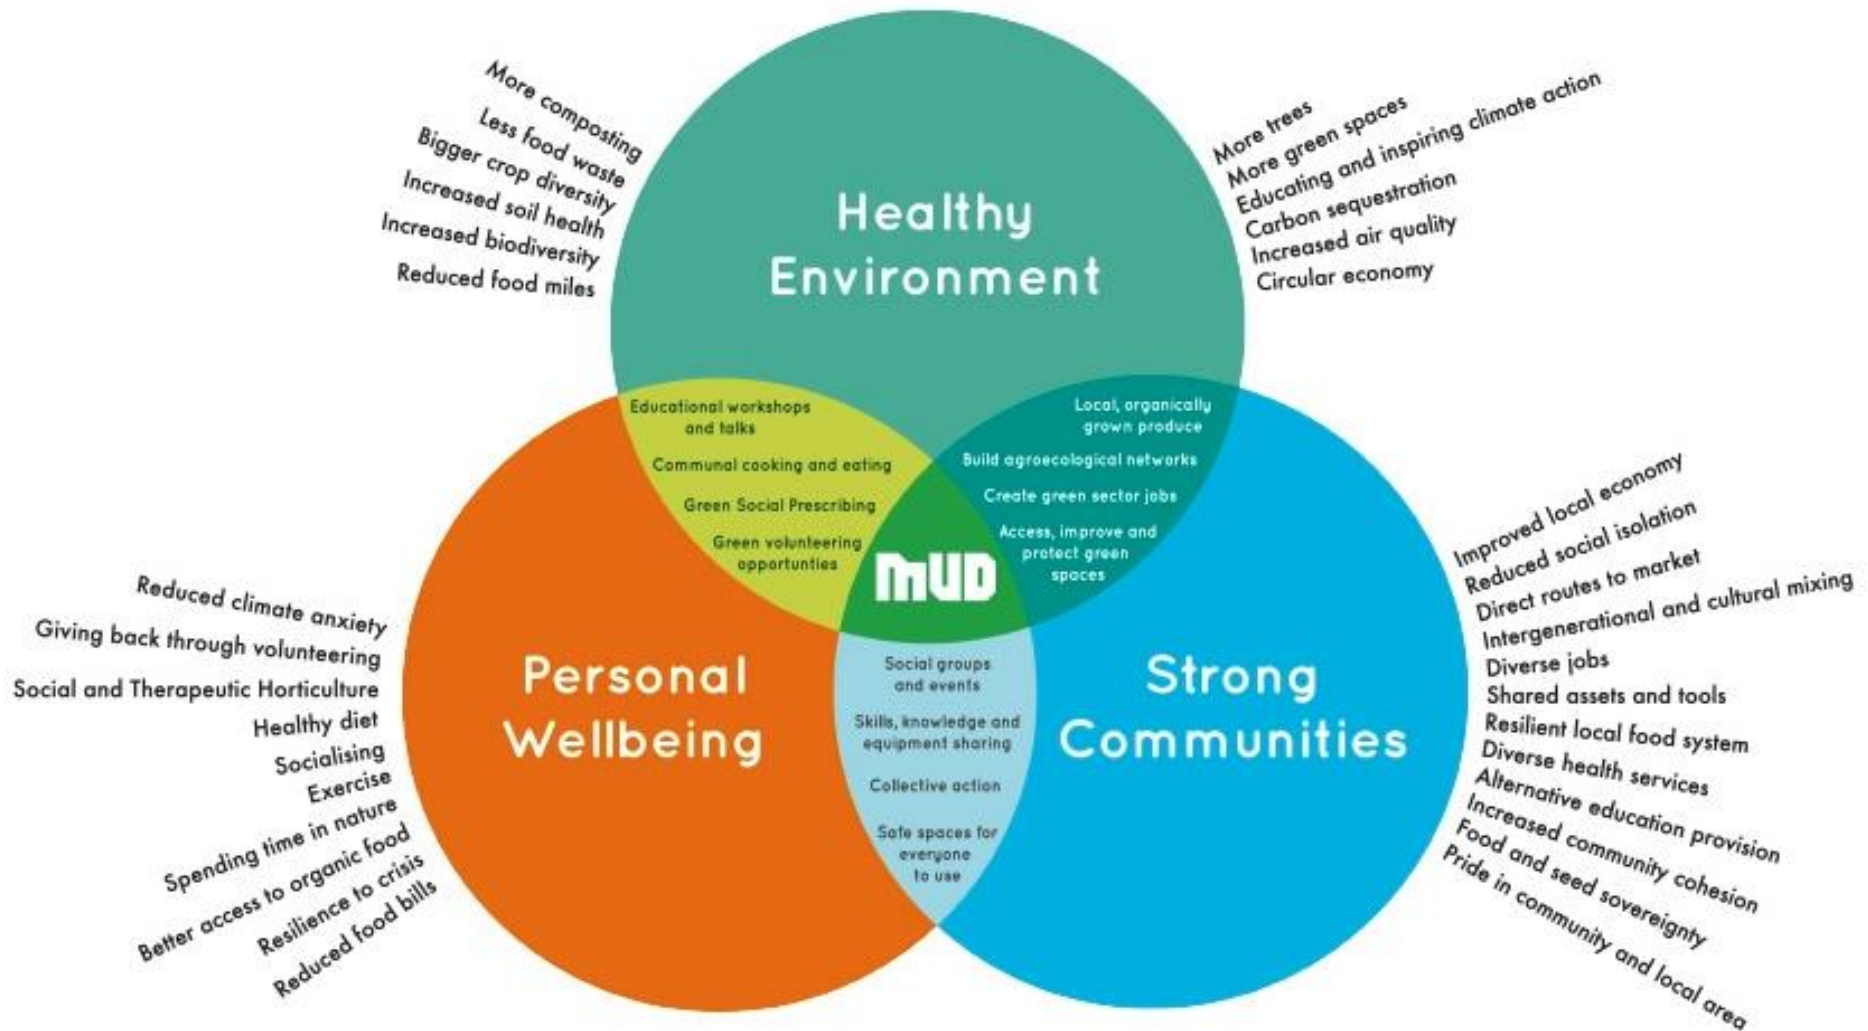 More composting
Less food waste
Bigger crop diversity
Increased soil health
Increased biodiversity
Reduced food miles
More trees
More green spaces
Educating and inspiring climate action
Carbon sequestration
Increased air quality
Circular economy
Healthy
Environment
Educational workshops
and talks
Communal cooking and eating
Green Social Prescribing
Green volunteering
opportunties
Local, organically
grown produce
Build agroecological networks
Create green sector jobs
Access, improve and
protect green
spaces
MUD
Reduced climate anxiety
Giving back through volunteering
Social and Therapeutic Horticulture
Healthy diet
Socialising
Exercise
Spending time in nature
Better access to organic food
Resilience to crisis
Reduced food bills
Personal
Wellbeing
Social groups
and events
Skills, knowledge and
equipment sharing
Collective action
Safe spaces for
everyone
to use
Strong
Communities
Improved local economy
Reduced social isolation
Direct routes to market
Intergenerational and cultural mixing
Diverse jobs
Shared assets and tools
Resilient local food system
Diverse health services
Alternative education provision
Increased community cohesion
Food and seed sovereignty
Pride in community and local area